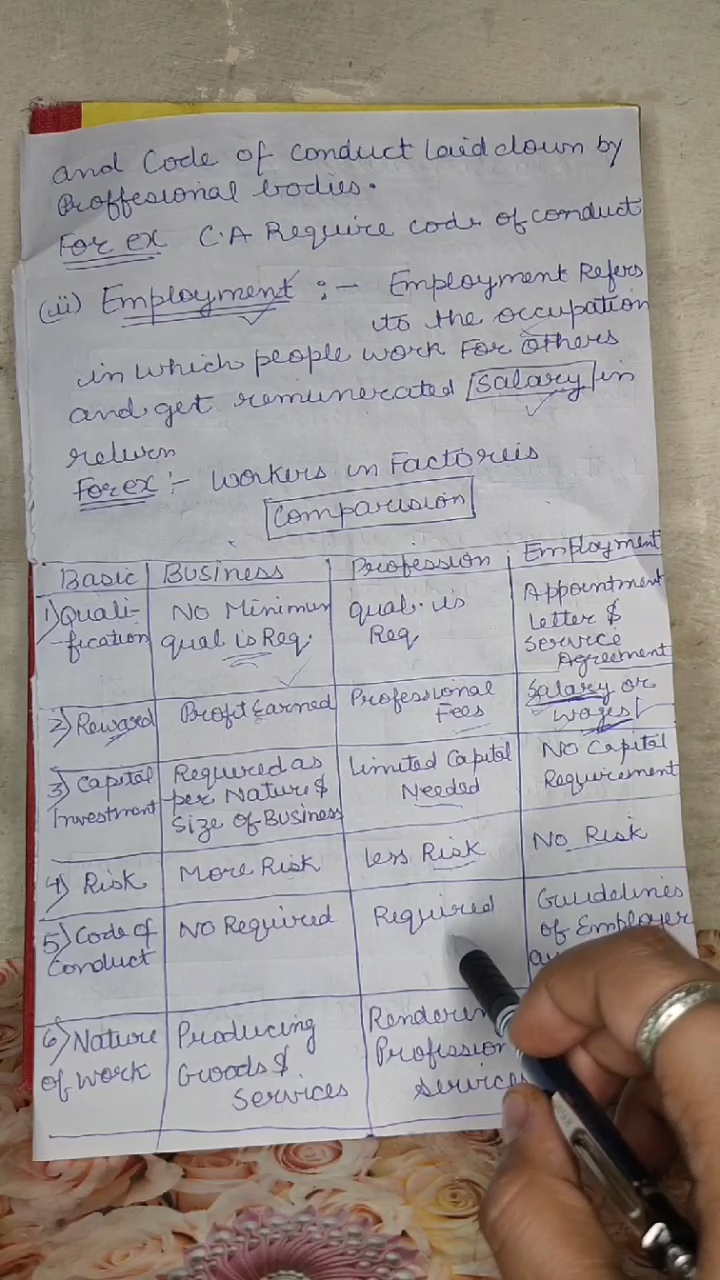 and Code of conduct laid down by
Proffesional bodies.
For ex C.A Require code of conduct
(iii) Employment :- Employment Refers
to the occupation
in which people work For others
and get remunerated Salary in
return
For ex :- Workers in Factoreis
Comparision
Basic Business Profession Employment
1) Quali-
fication
No Minimum
qual is Req.
qual. is
Req
Appointment
Letter &
Service
Agreement
2) Reward
Profit Earned
Professional
Fees
Salary or
wages
3) Capital
Investment
Required as
per Nature &
Size of Business
Limited Capital
Needed
No Capital
Requirement
4) Risk
More Risk
Less Risk
No Risk
5) Code of
Conduct
No Required
Required
Guidelines
of Employer
6) Nature
of work
Producing
Goods &
Services
Renderin
Profession
Services